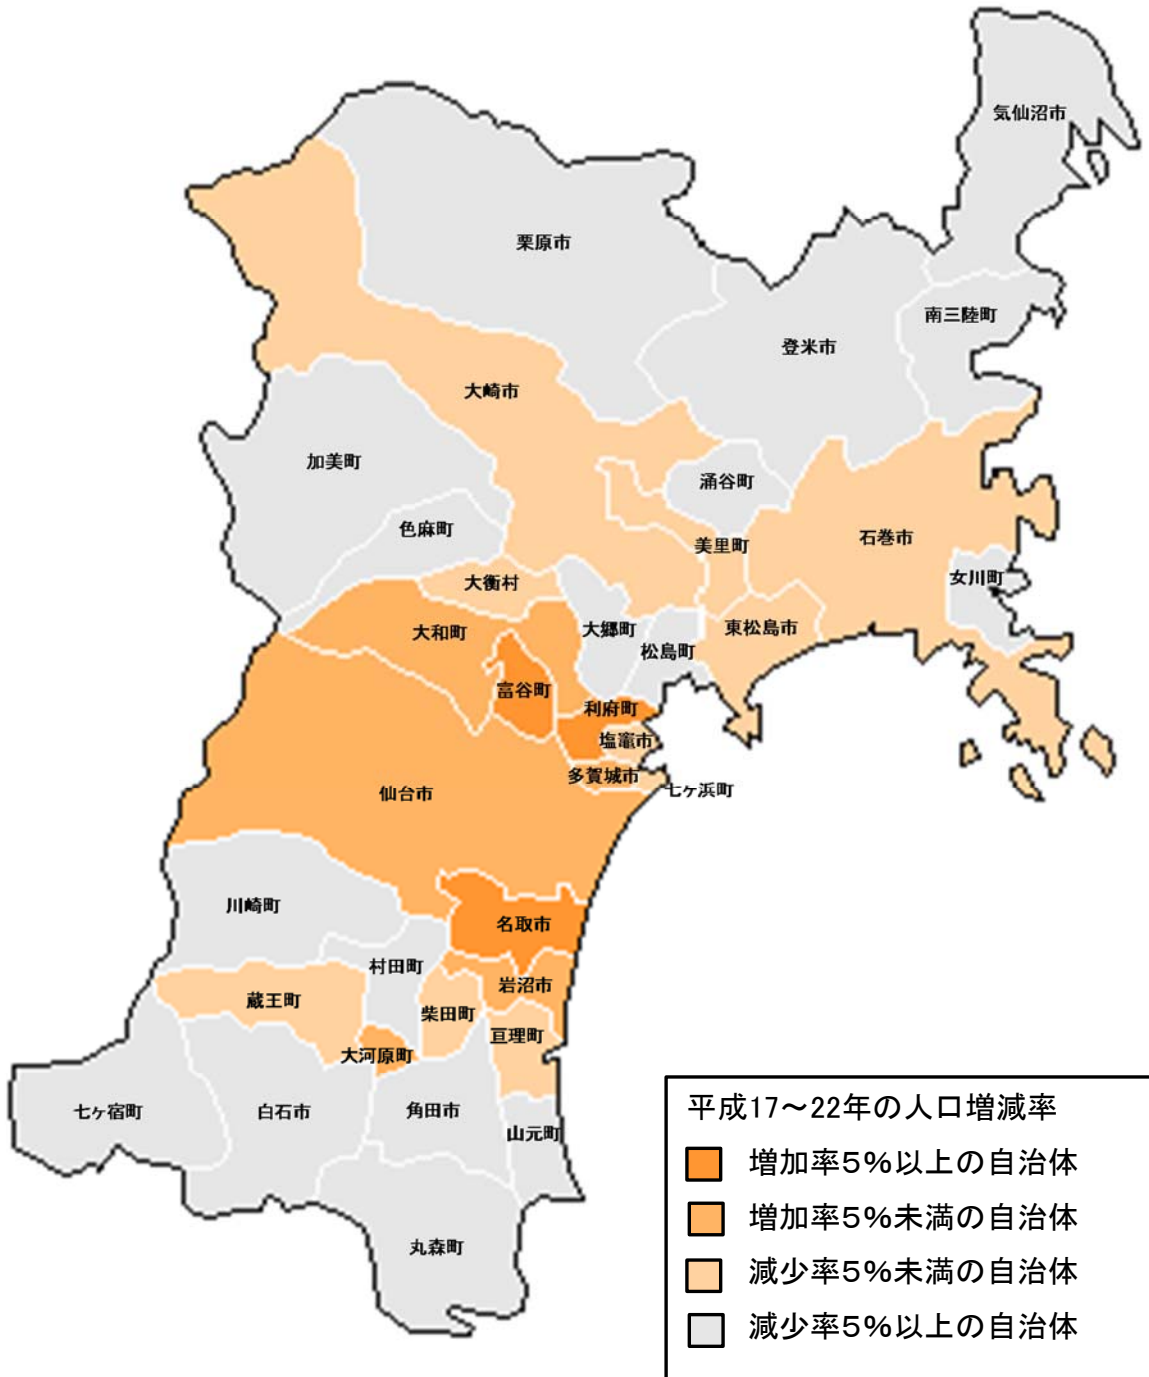 気仙沼市
栗原市
南三陸町
登米市
大崎市
加美町
涌谷町
色麻町
石巻市
美里町
女川町
大衡村
大和町
大郷町
東松島市
松島町
富谷町
利府町
塩竈市
多賀城市
七ヶ浜町
仙台市
川崎町
名取市
村田町
岩沼市
蔵王町
柴田町
亘理町
大河原町
七ヶ宿町
白石市
角田市
山元町
丸森町
平成17～22年の人口増減率
増加率5%以上の自治体
増加率5%未満の自治体
減少率5%未満の自治体
減少率5%以上の自治体